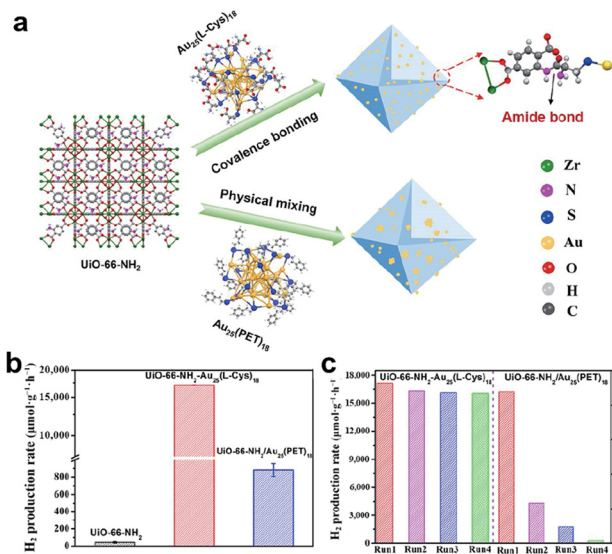 a
Au25(L-Cys)18
Covalence bonding
Amide bond
UiO-66-NH2
Physical mixing
Au25(PET)18
Zr
N
S
Au
O
H
C
b
H2 production rate (μmol·g-1·h-1)
20,000
15,000
10,000
800
600
400
200
0
UiO-66-NH2-Au25(L-Cys)18
UiO-66-NH2/Au25(PET)18
UiO-66-NH2
c
H2 production rate (μmol·g-1·h-1)
18,000
15,000
12,000
9,000
6,000
3,000
0
UiO-66-NH2-Au25(L-Cys)18
UiO-66-NH2/Au25(PET)18
Run1 Run2 Run3 Run4 Run1 Run2 Run3 Run4